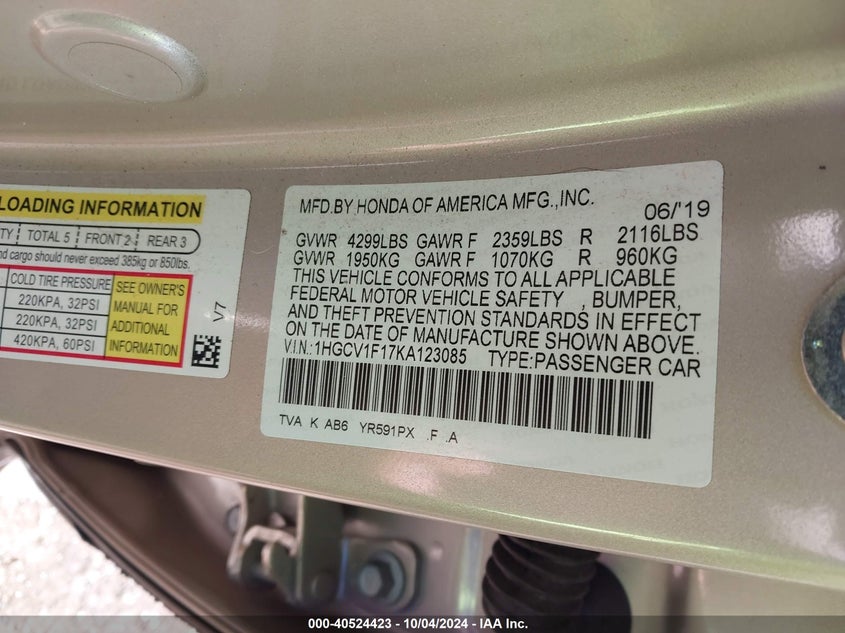 LOADING INFORMATION
TOTAL 5 FRONT 2 REAR 3
and cargo should never exceed 385kg or 850lbs.
COLD TIRE PRESSURE
220KPA, 32PSI
220KPA, 32PSI
420KPA, 60PSI
SEE OWNER'S
MANUAL FOR
ADDITIONAL
INFORMATION
V7
MFD.BY HONDA OF AMERICA MFG.,INC. 06/'19
GVWR 4299LBS GAWR F 2359LBS R 2116LBS
GVWR 1950KG GAWR F 1070KG R 960KG
THIS VEHICLE CONFORMS TO ALL APPLICABLE
FEDERAL MOTOR VEHICLE SAFETY , BUMPER,
AND THEFT PREVENTION STANDARDS IN EFFECT
ON THE DATE OF MANUFACTURE SHOWN ABOVE.
V.I.N.: 1HGCV1F17KA123085 TYPE:PASSENGER CAR
TVA K AB6 YR591PX .F .A
000-40524423 - 10/04/2024 - IAA Inc.